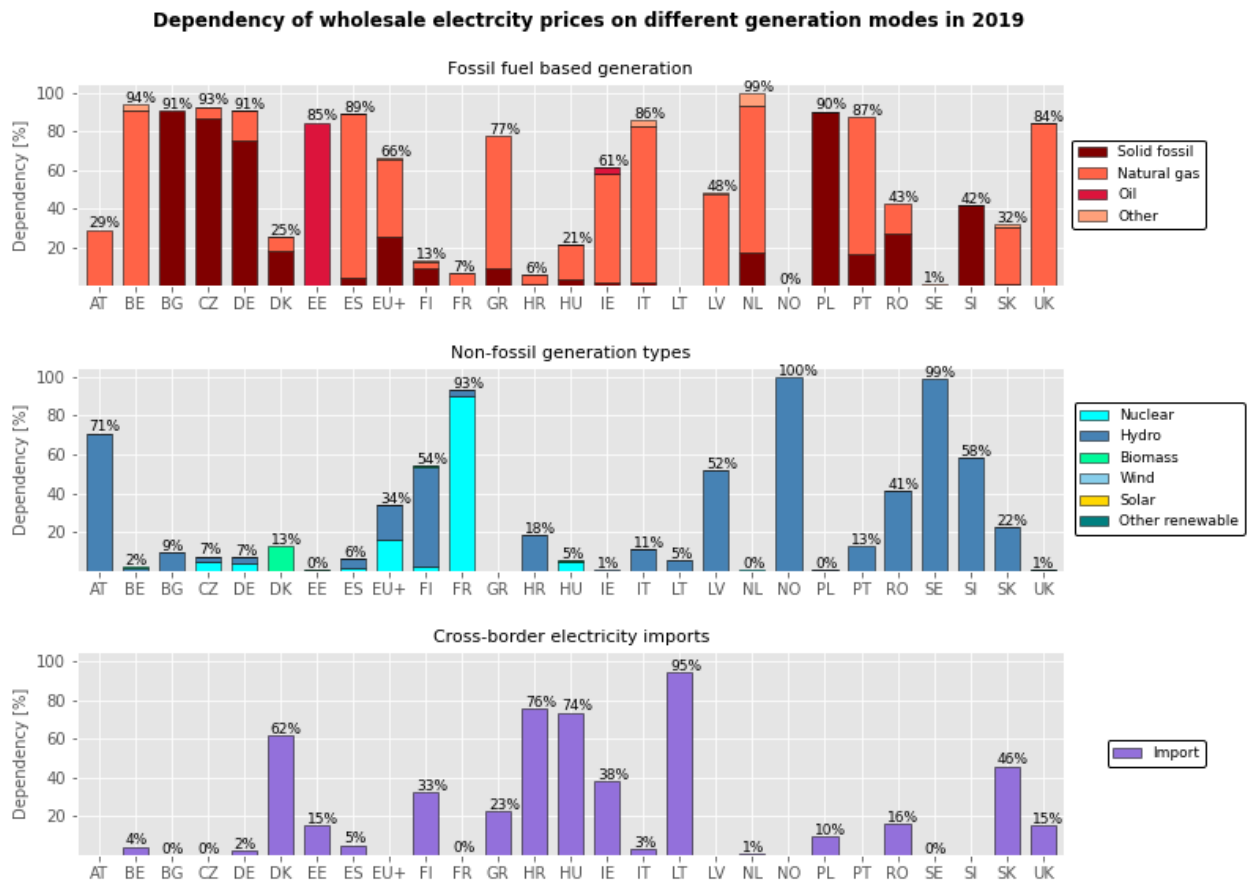 Dependency of wholesale electrcity prices on different generation modes in 2019
Fossil fuel based generation
Dependency [%]
100
80
60
40
20
29% 94% 91% 93% 91% 25% 85% 89% 66% 13% 7% 77% 6% 21% 61% 86% 48% 99% 0% 90% 87% 43% 1% 42% 32% 84%
AT BE BG CZ DE DK EE ES EU+ FI FR GR HR HU IE IT LT LV NL NO PL PT RO SE SI SK UK
Solid fossil
Natural gas
Oil
Other
Non-fossil generation types
Dependency [%]
100
80
60
40
20
71% 2% 9% 7% 7% 13% 0% 6% 34% 54% 93% 18% 5% 1% 11% 5% 52% 0% 100% 0% 13% 41% 99% 58% 22% 1%
AT BE BG CZ DE DK EE ES EU+ FI FR GR HR HU IE IT LT LV NL NO PL PT RO SE SI SK UK
Nuclear
Hydro
Biomass
Wind
Solar
Other renewable
Cross-border electricity imports
Dependency [%]
100
80
60
40
20
4% 0% 0% 2% 62% 15% 5% 33% 0% 23% 76% 74% 38% 3% 95% 1% 10% 16% 0% 46% 15%
AT BE BG CZ DE DK EE ES EU+ FI FR GR HR HU IE IT LT LV NL NO PL PT RO SE SI SK UK
Import